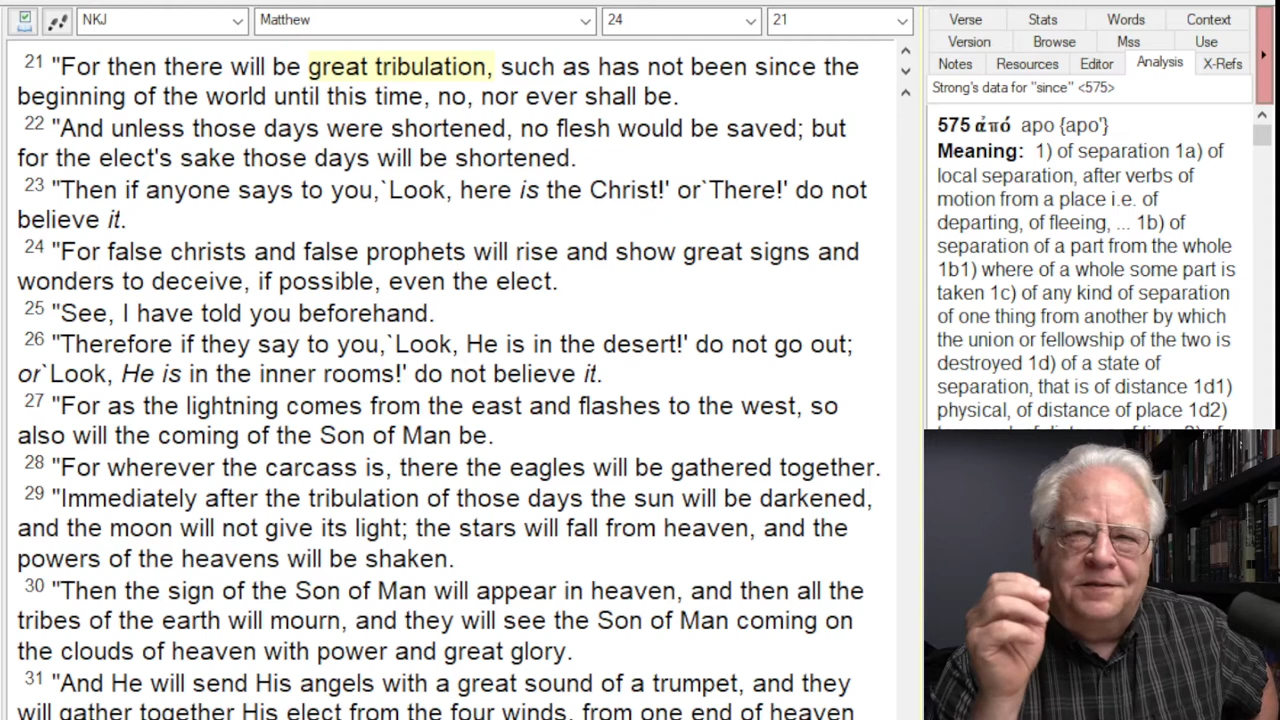 NKJ Matthew 24 21
21 "For then there will be great tribulation, such as has not been since the
beginning of the world until this time, no, nor ever shall be.
22 "And unless those days were shortened, no flesh would be saved; but
for the elect's sake those days will be shortened.
23 "Then if anyone says to you,`Look, here is the Christ!' or`There!' do not
believe it.
24 "For false christs and false prophets will rise and show great signs and
wonders to deceive, if possible, even the elect.
25 "See, I have told you beforehand.
26 "Therefore if they say to you,`Look, He is in the desert!' do not go out;
or`Look, He is in the inner rooms!' do not believe it.
27 "For as the lightning comes from the east and flashes to the west, so
also will the coming of the Son of Man be.
28 "For wherever the carcass is, there the eagles will be gathered together.
29 "Immediately after the tribulation of those days the sun will be darkened,
and the moon will not give its light; the stars will fall from heaven, and the
powers of the heavens will be shaken.
30 "Then the sign of the Son of Man will appear in heaven, and then all the
tribes of the earth will mourn, and they will see the Son of Man coming on
the clouds of heaven with power and great glory.
31 "And He will send His angels with a great sound of a trumpet, and they
will gather together His elect from the four winds, from one end of heaven
Verse Stats Words Context
Version Browse Mss Use
Notes Resources Editor Analysis X-Refs
Strong's data for "since" <575>
575 ἀπό apo {apo'}
Meaning: 1) of separation 1a) of
local separation, after verbs of
motion from a place i.e. of
departing, of fleeing, ... 1b) of
separation of a part from the whole
1b1) where of a whole some part is
taken 1c) of any kind of separation
of one thing from another by which
the union or fellowship of the two is
destroyed 1d) of a state of
separation, that is of distance 1d1)
physical, of distance of place 1d2)